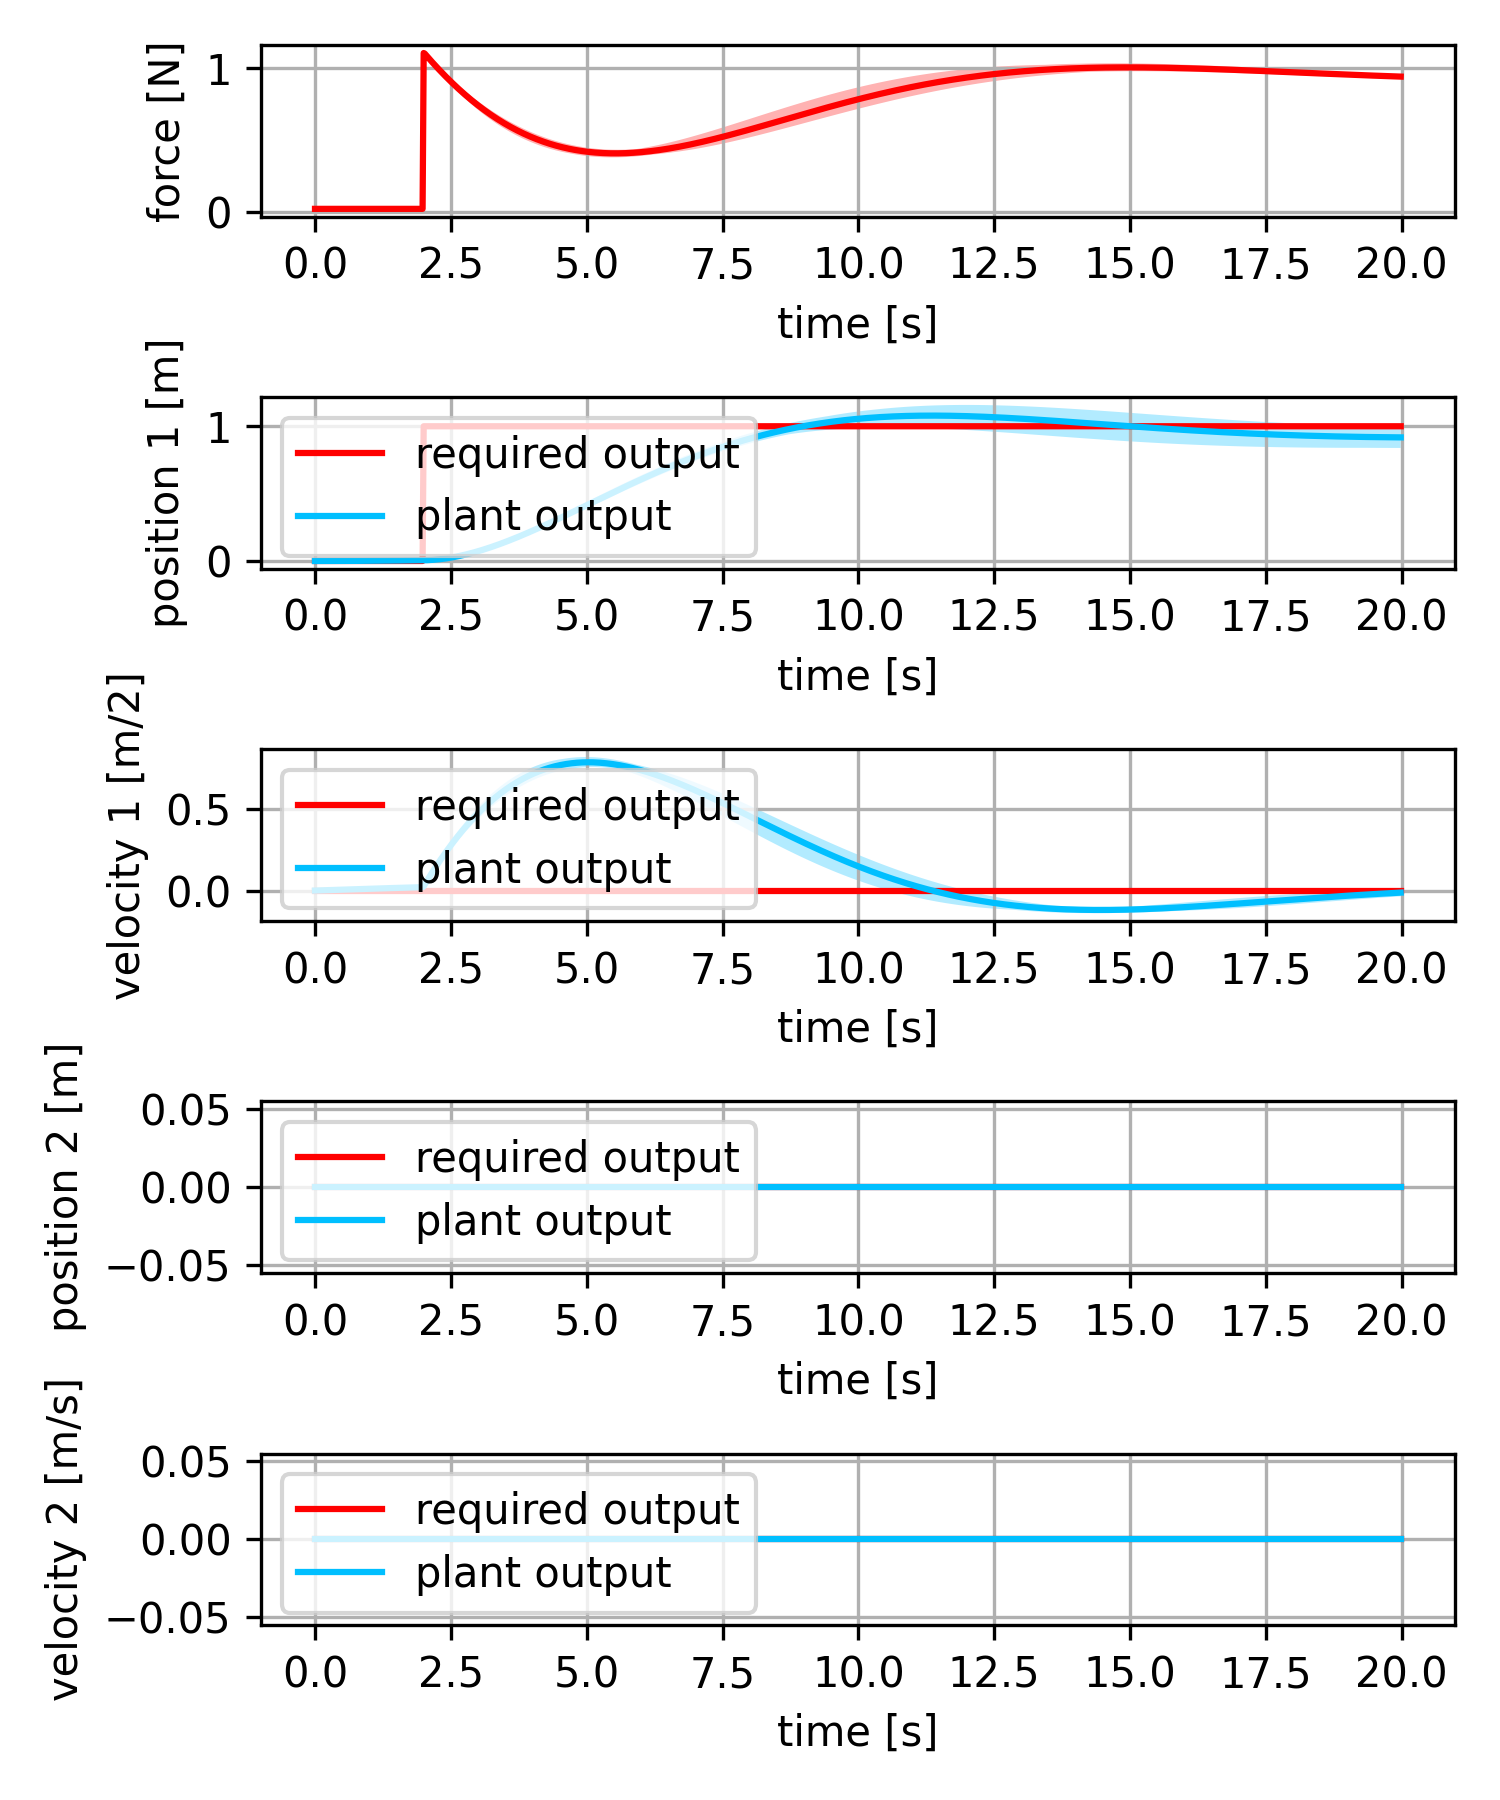 force [N]
1
0
0.0 2.5 5.0 7.5 10.0 12.5 15.0 17.5 20.0
time [s]
position 1 [m]
1
0
required output
plant output
0.0 2.5 5.0 7.5 10.0 12.5 15.0 17.5 20.0
time [s]
velocity 1 [m/2]
0.5
0.0
required output
plant output
0.0 2.5 5.0 7.5 10.0 12.5 15.0 17.5 20.0
time [s]
position 2 [m]
0.05
0.00
−0.05
required output
plant output
0.0 2.5 5.0 7.5 10.0 12.5 15.0 17.5 20.0
time [s]
velocity 2 [m/s]
0.05
0.00
−0.05
required output
plant output
0.0 2.5 5.0 7.5 10.0 12.5 15.0 17.5 20.0
time [s]